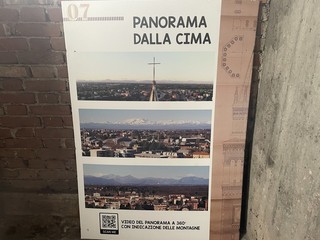 07
PANORAMA
DALLA CIMA
VIDEO DEL PANORAMA A 360°
CON INDICAZIONE DELLE MONTAGNE